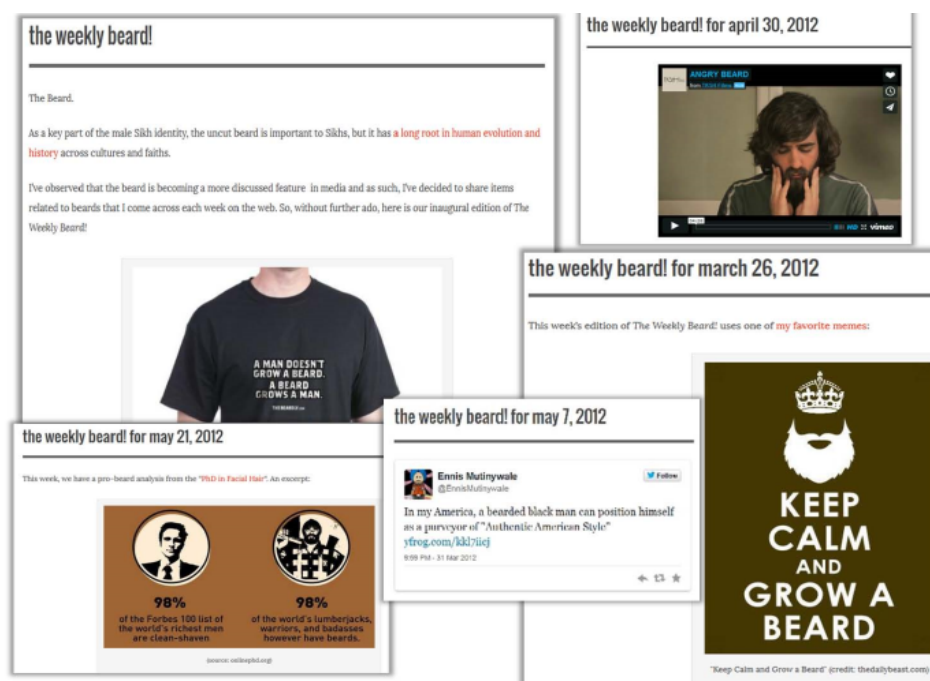 the weekly beard!
The Beard.
As a key part of the male Sikh identity, the uncut beard is important to Sikhs, but it has a long root in human evolution and
history across cultures and faiths.
I've observed that the beard is becoming a more discussed feature in media and as such, I've decided to share items
related to beards that I come across each week on the web. So, without further ado, here is our inaugural edition of The
Weekly Beard!
A MAN DOESN'T
GROW A BEARD.
A BEARD
GROWS A MAN.
the weekly beard! for april 30, 2012
ANGRY BEARD
from
HD
vimeo
the weekly beard! for march 26, 2012
This week's edition of The Weekly Beard! uses one of my favorite memes:
KEEP
CALM
AND
GROW A
BEARD
"Keep Calm and Grow a Beard" (credit: thedailybeast.com)
the weekly beard! for may 7, 2012
Ennis Mutinywale
@EnnisMutinywale
Follow
In my America, a bearded black man can position himself
as a purveyor of "Authentic American Style"
yfrog.com/kkl7iicj
9:99 PM - 31 Mar 2012
the weekly beard! for may 21, 2012
This week, we have a pro-beard analysis from the "PhD in Facial Hair". An excerpt:
98%
of the Forbes 100 list of
the world's richest men
are clean-shaven
98%
of the world's lumberjacks,
warriors, and badasses
however have beards.
(source: onlinephd.org)